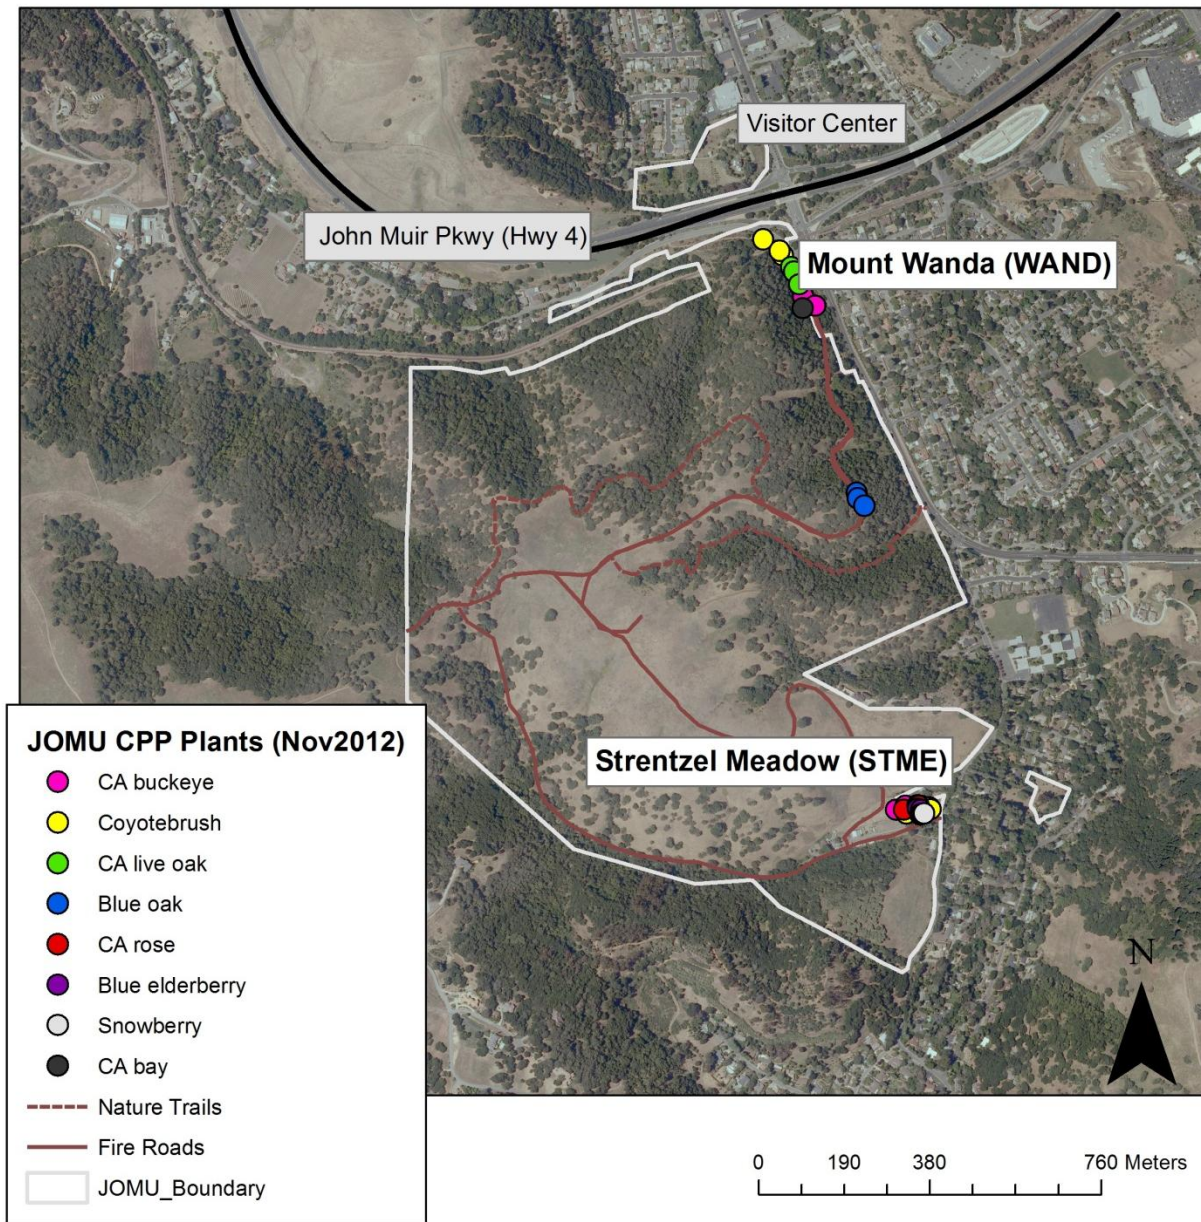 Visitor Center
John Muir Pkwy (Hwy 4)
Mount Wanda (WAND)
Strentzel Meadow (STME)
JOMU CPP Plants (Nov2012)
CA buckeye
Coyotebrush
CA live oak
Blue oak
CA rose
Blue elderberry
Snowberry
CA bay
Nature Trails
Fire Roads
JOMU_Boundary
N
0 190 380 760 Meters